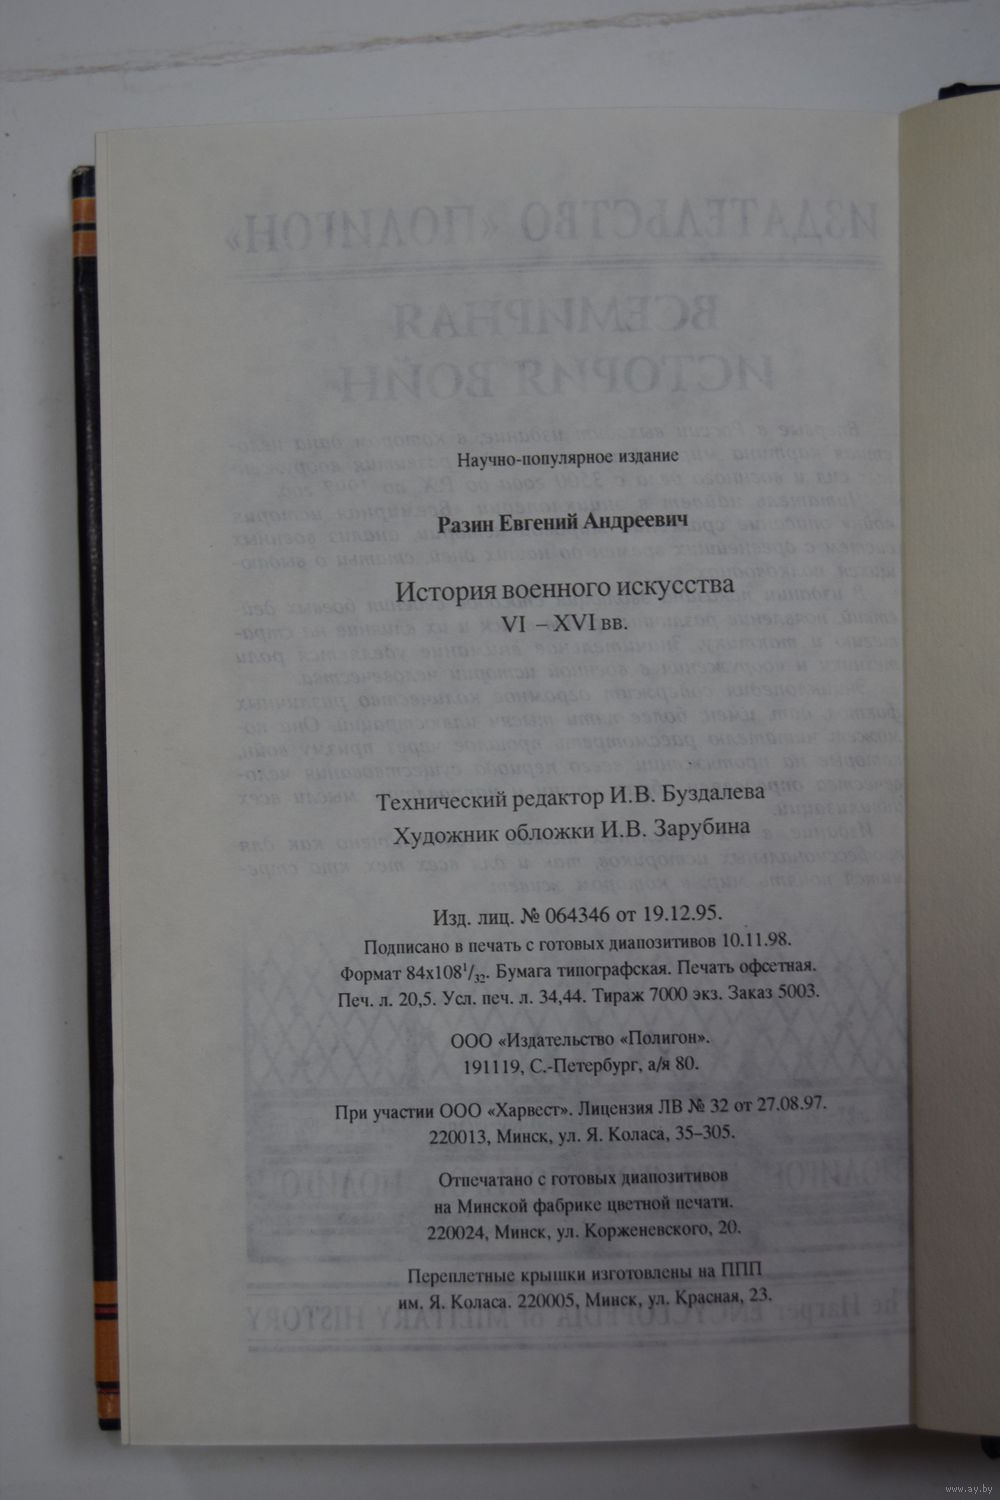 Научно-популярное издание
Разин Евгений Андреевич
История военного искусства
VI – XVI вв.
Технический редактор И.В. Буздалева
Художник обложки И.В. Зарубина
Изд. лиц. № 064346 от 19.12.95.
Подписано в печать с готовых диапозитивов 10.11.98.
Формат 84x108¹/₃₂. Бумага типографская. Печать офсетная.
Печ. л. 20,5. Усл. печ. л. 34,44. Тираж 7000 экз. Заказ 5003.
ООО «Издательство «Полигон».
191119, С.-Петербург, а/я 80.
При участии ООО «Харвест». Лицензия ЛВ № 32 от 27.08.97.
220013, Минск, ул. Я. Коласа, 35–305.
Отпечатано с готовых диапозитивов
на Минской фабрике цветной печати.
220024, Минск, ул. Корженевского, 20.
Переплетные крышки изготовлены на ППП
им. Я. Коласа. 220005, Минск, ул. Красная, 23.
www.ay.by